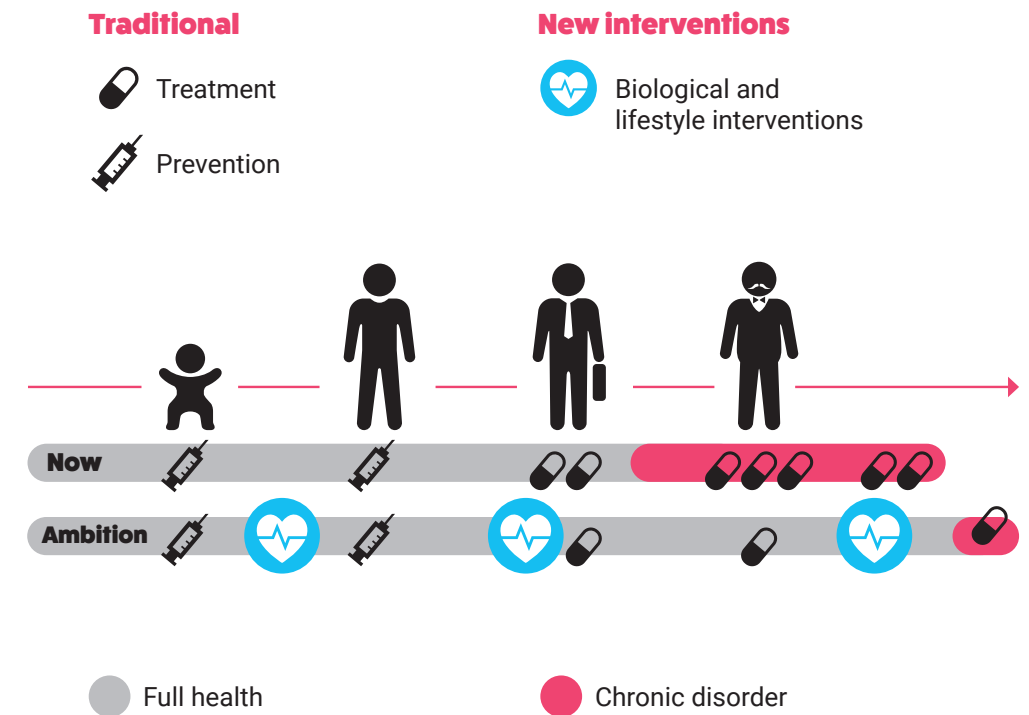 Traditional
New interventions
Treatment
Biological and
lifestyle interventions
Prevention
Now
Ambition
Full health
Chronic disorder